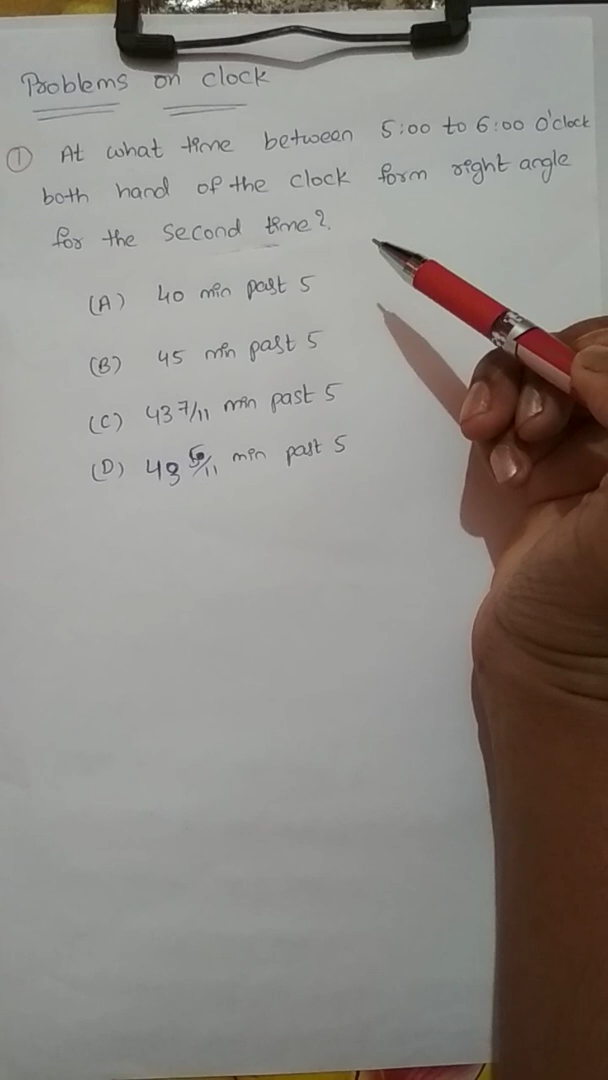 Problems on clock
① At what time between 5:00 to 6:00 O'clock
both hand of the clock form right angle
for the second time?
(A) 40 min past 5
(B) 45 min past 5
(C) 43 7/11 min past 5
(D) 43 5/11 min past 5